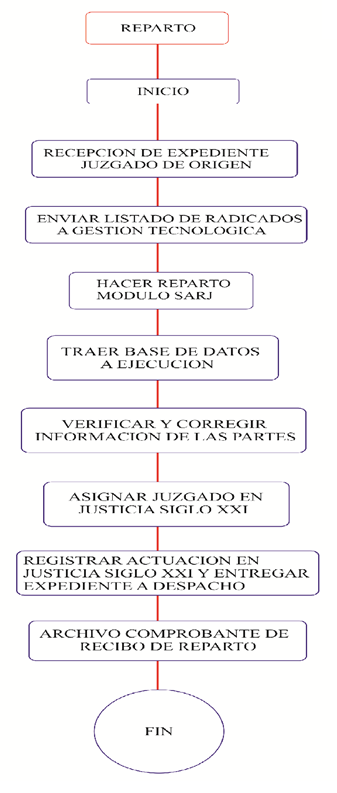 REPARTO
INICIO
RECEPCION DE EXPEDIENTE
JUZGADO DE ORIGEN
ENVIAR LISTADO DE RADICADOS
A GESTION TECNOLOGICA
HACER REPARTO
MODULO SARJ
TRAER BASE DE DATOS
A EJECUCION
VERIFICAR Y CORREGIR
INFORMACIÓN DE LAS PARTES
ASIGNAR JUZGADO EN
JUSTICIA SIGLO XXI
REGISTRAR ACTUACION EN
JUSTICIA SIGLO XXI Y ENTREGAR
EXPEDIENTE A DESPACHO
ARCHIVO COMPROBANTE DE
RECIBO DE REPARTO
FIN